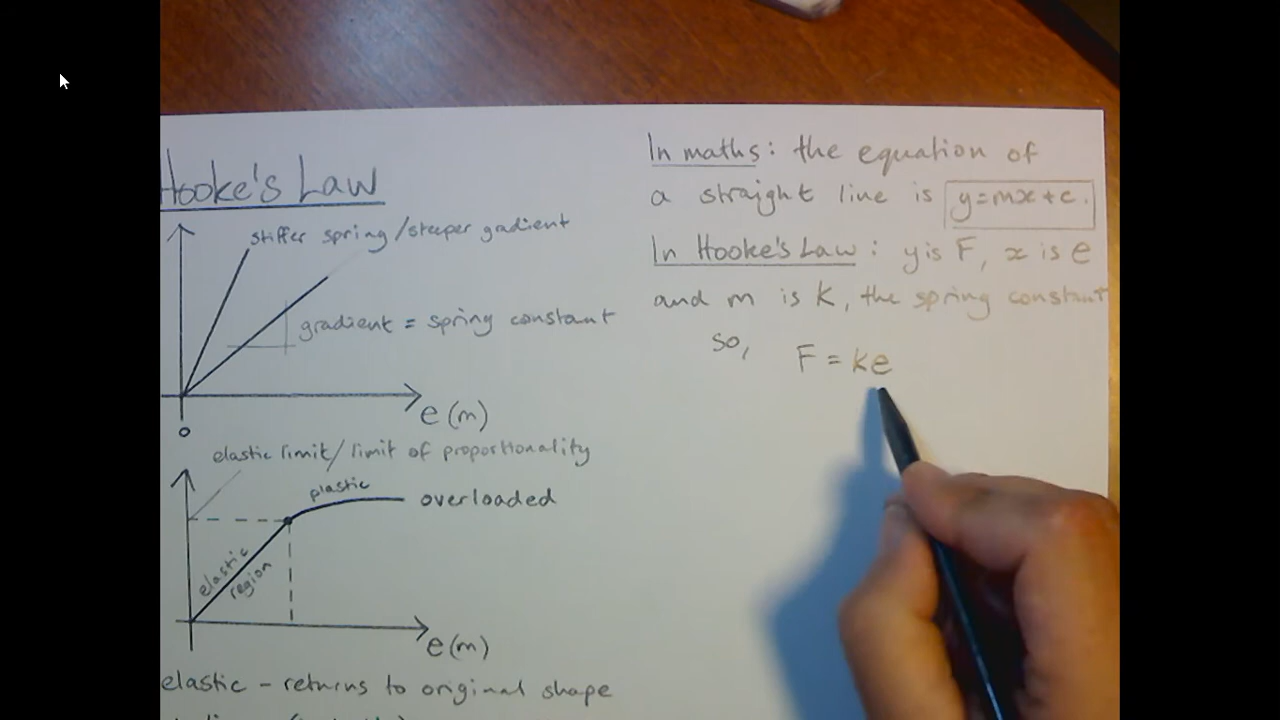 Hooke's Law
stiffer spring/steeper gradient
gradient = spring constant
e (m)
0
elastic limit/limit of proportionality
plastic
overloaded
elastic
region
e (m)
elastic - returns to original shape
In maths: the equation of
a straight line is y=mx+c.
In Hooke's Law: y is F, x is e
and m is k, the spring constant
so, F = ke